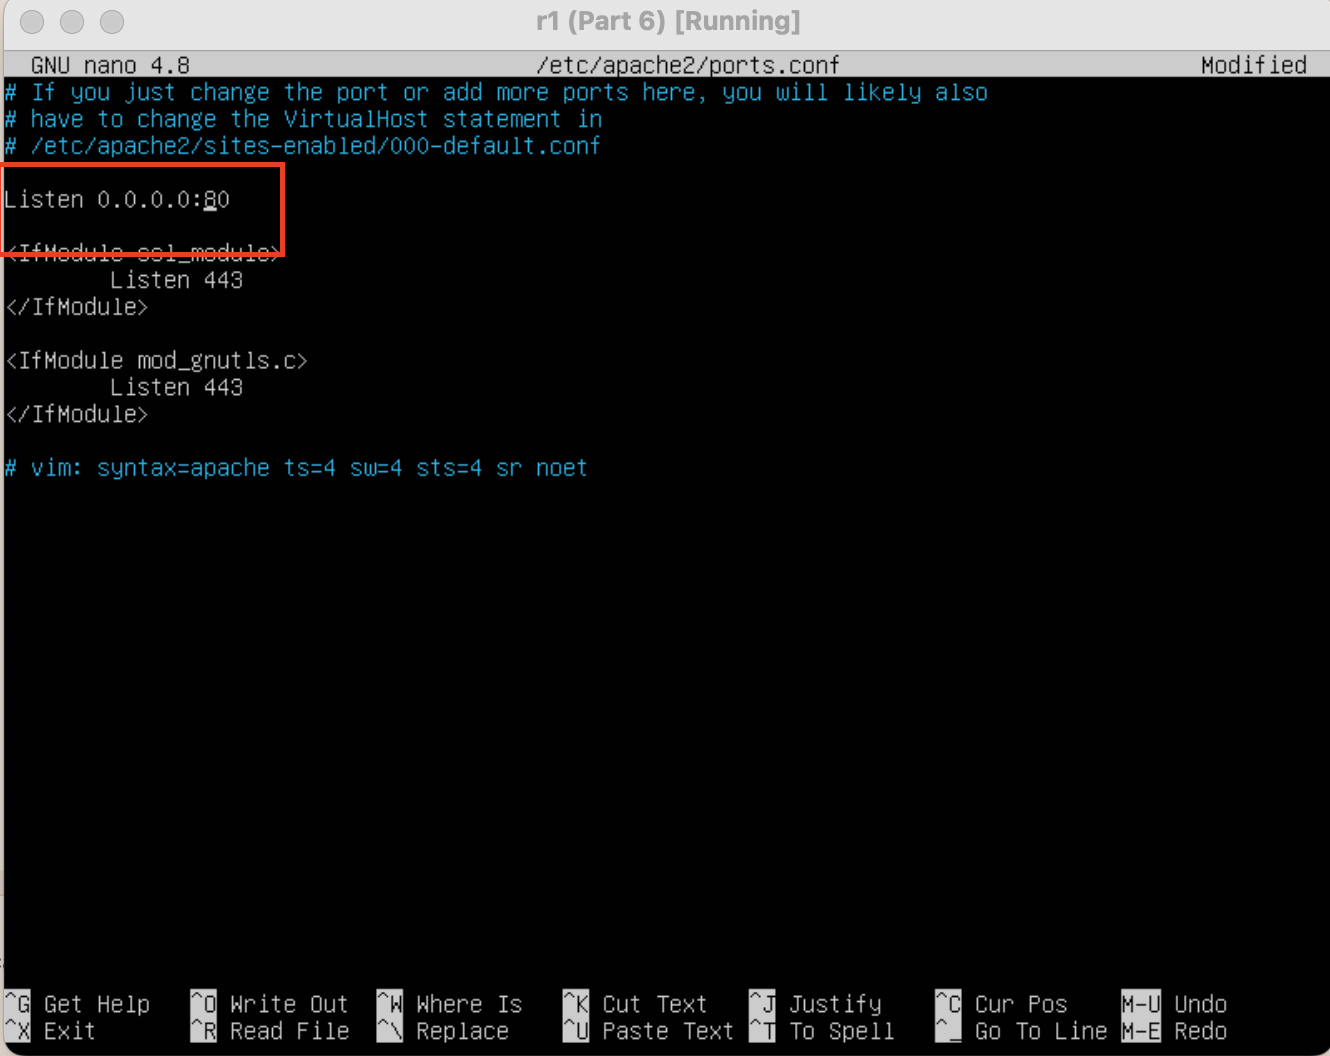 r1 (Part 6) [Running]
GNU nano 4.8 /etc/apache2/ports.conf Modified
# If you just change the port or add more ports here, you will likely also
# have to change the VirtualHost statement in
# /etc/apache2/sites-enabled/000-default.conf
Listen 0.0.0.0:80
<IfModule ssl_module>
Listen 443
</IfModule>
<IfModule mod_gnutls.c>
Listen 443
</IfModule>
# vim: syntax=apache ts=4 sw=4 sts=4 sr noet
^G Get Help ^O Write Out ^W Where Is ^K Cut Text ^J Justify ^C Cur Pos M-U Undo
^X Exit ^R Read File ^\ Replace ^U Paste Text ^T To Spell ^_ Go To Line M-E Redo